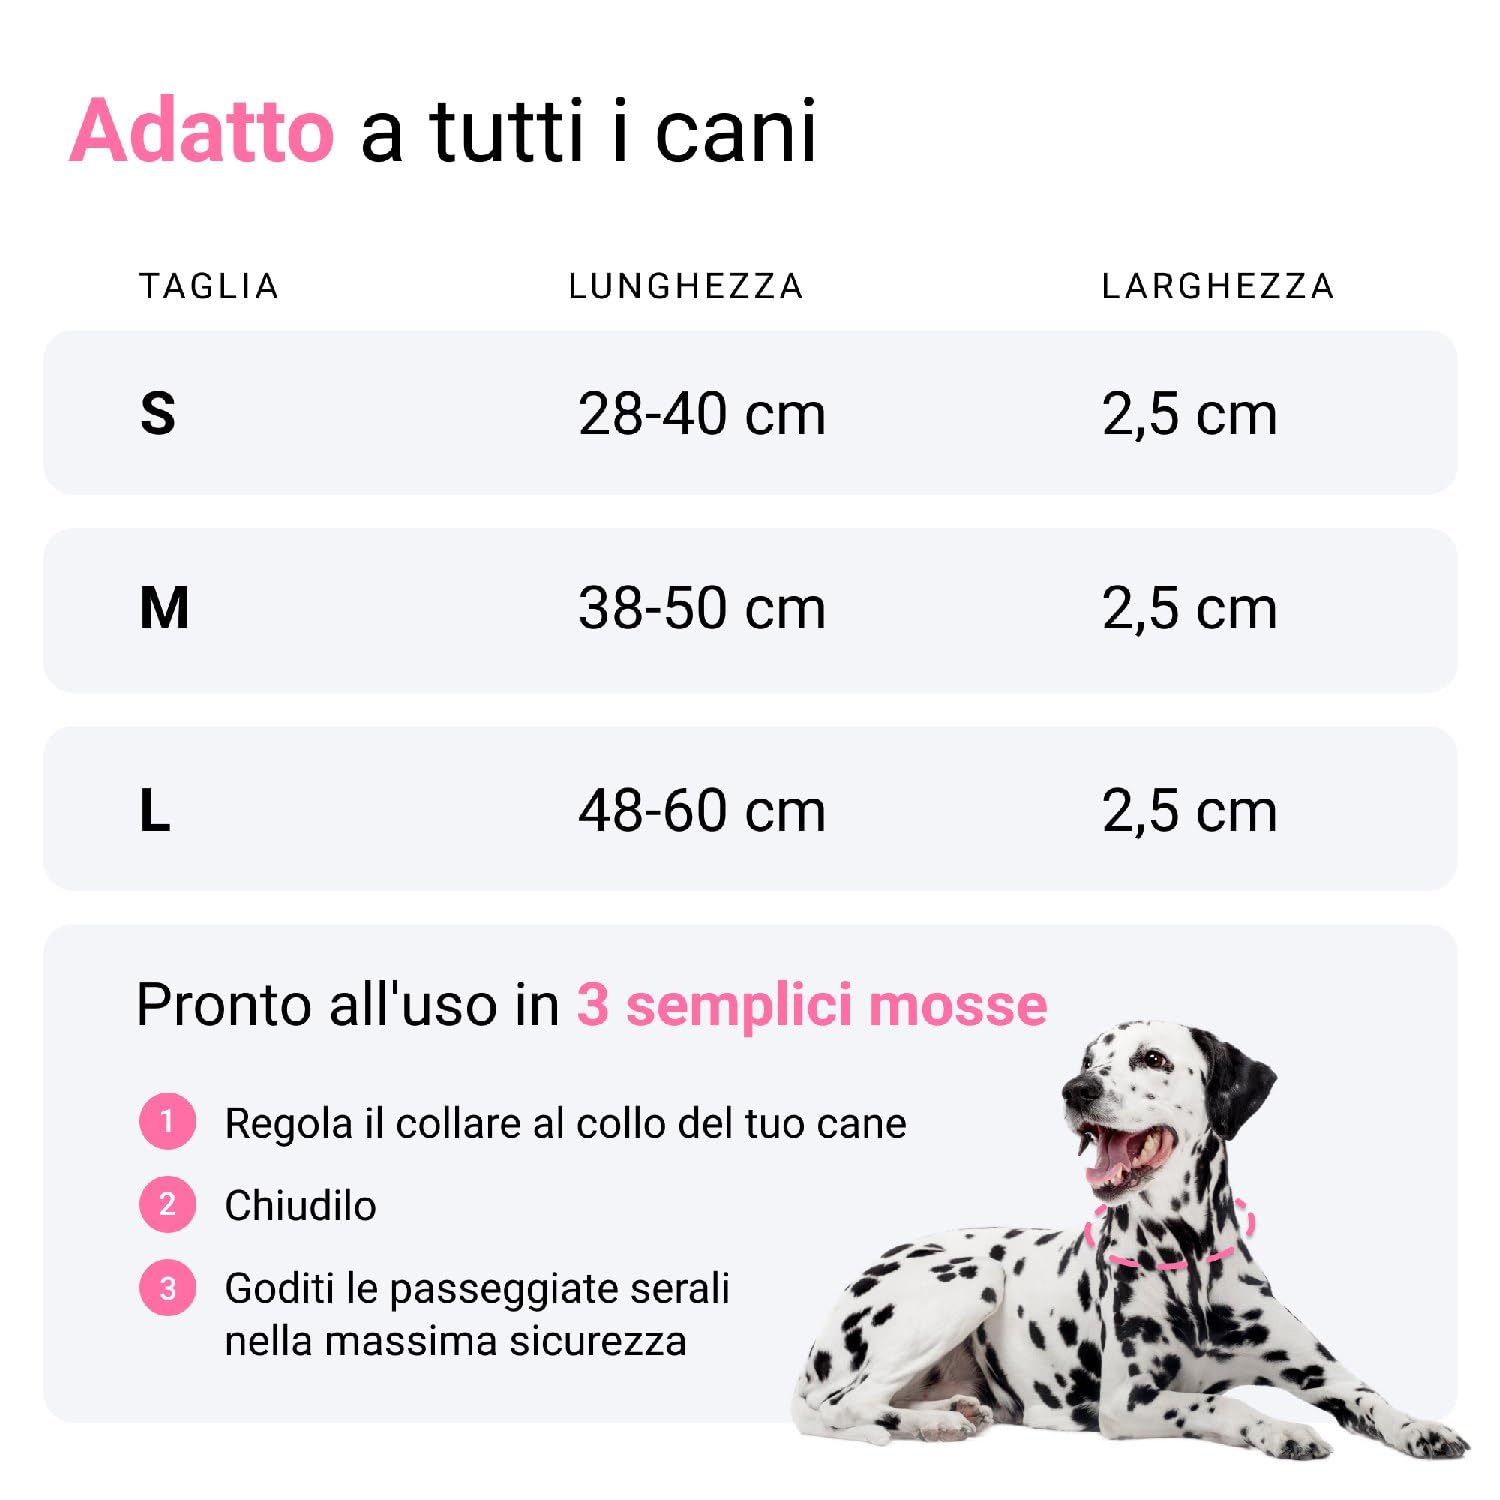 Adatto a tutti i cani
TAGLIA LUNGHEZZA LARGHEZZA
S 28-40 cm 2,5 cm
M 38-50 cm 2,5 cm
L 48-60 cm 2,5 cm
Pronto all'uso in 3 semplici mosse
1 Regola il collare al collo del tuo cane
2 Chiudilo
3 Goditi le passeggiate serali
nella massima sicurezza